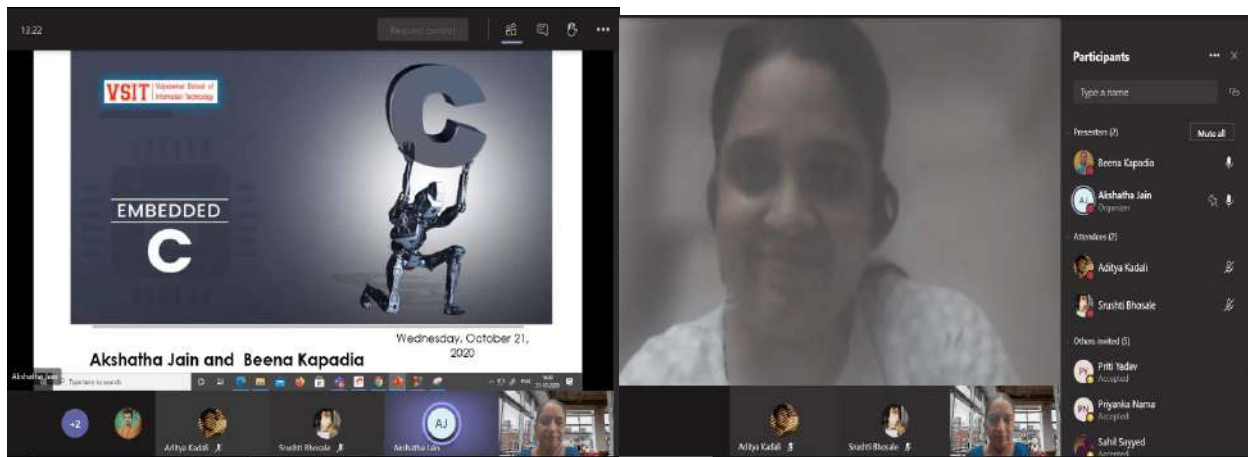 13:22
Request control
VSIT
Vidyalankar School of
Information Technology
EMBEDDED
C
C
Wednesday, October 21,
2020
Akshatha Jain and Beena Kapadia
Akshatha Jain
Type here to search
+2
Aditya Kadali
Srushti Bhosale
AJ
Akshatha Jain
Participants
Type a name
Presenters (2)
Mute all
Beena Kapadia
AJ
Akshatha Jain
Organizer
Attendees (2)
Aditya Kadali
Srushti Bhosale
Others invited (5)
PY
Priti Yadav
Accepted
PN
Priyanka Nama
Accepted
Sahil Sayyed
Accepted
Aditya Kadali
Srushti Bhosale